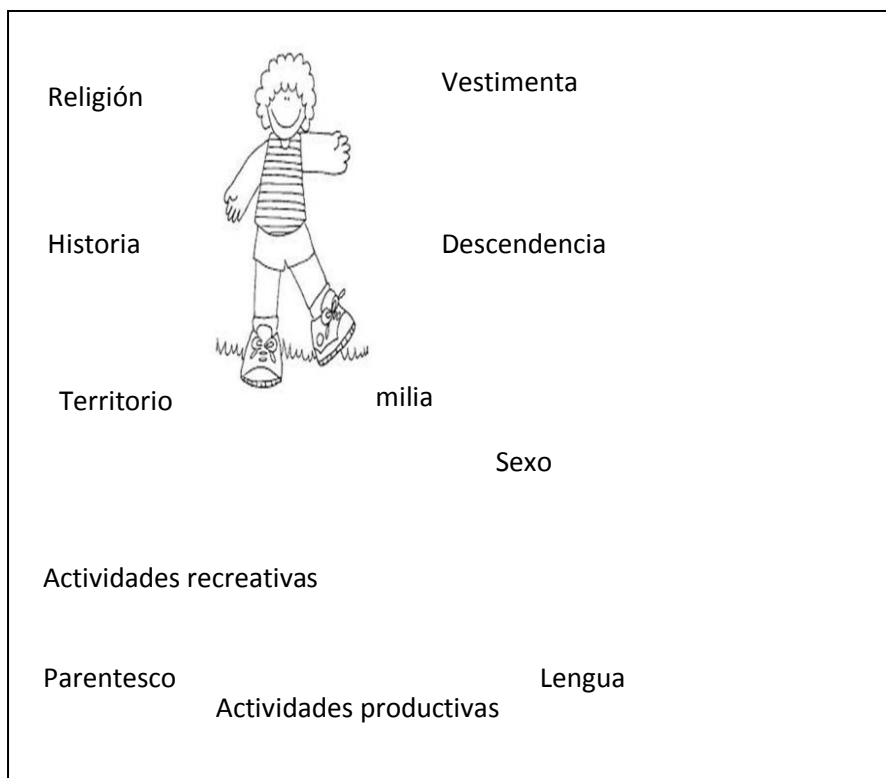 Religión
Vestimenta
Historia
Descendencia
Territorio
milia
Sexo
Actividades recreativas
Parentesco
Lengua
Actividades productivas